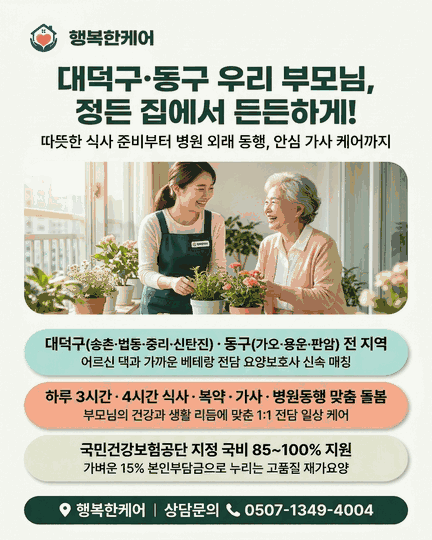 행복한케어
대덕구·동구 우리 부모님,
정든 집에서 든든하게!
따뜻한 식사 준비부터 병원 외래 동행, 안심 가사 케어까지
대덕구(송촌·법동·중리·신탄진) · 동구(가오·용운·판암) 전 지역
어르신 댁과 가까운 베테랑 전담 요양보호사 신속 매칭
하루 3시간 · 4시간 식사 · 복약 · 가사 · 병원동행 맞춤 돌봄
부모님의 건강과 생활 리듬에 맞춘 1:1 전담 일상 케어
국민건강보험공단 지정 국비 85~100% 지원
가벼운 15% 본인부담금으로 누리는 고품질 재가요양
행복한케어 | 상담문의 0507-1349-4004